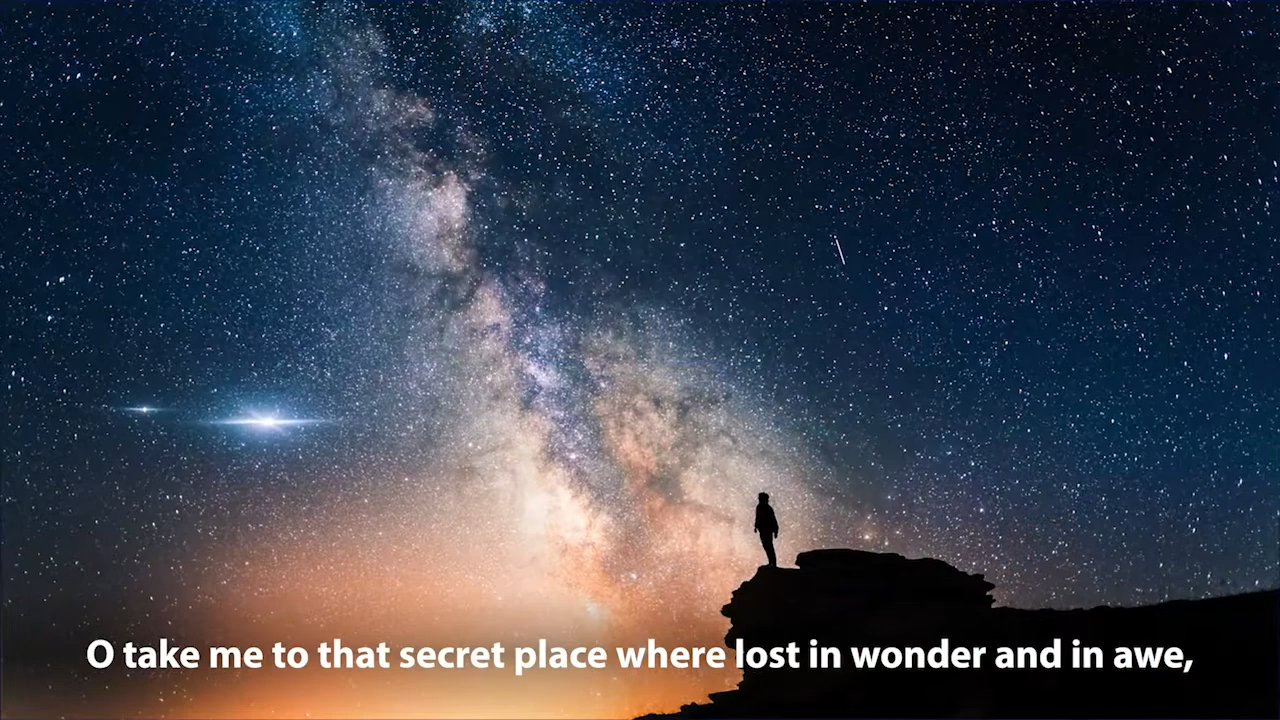 O take me to that secret place where lost in wonder and in awe,